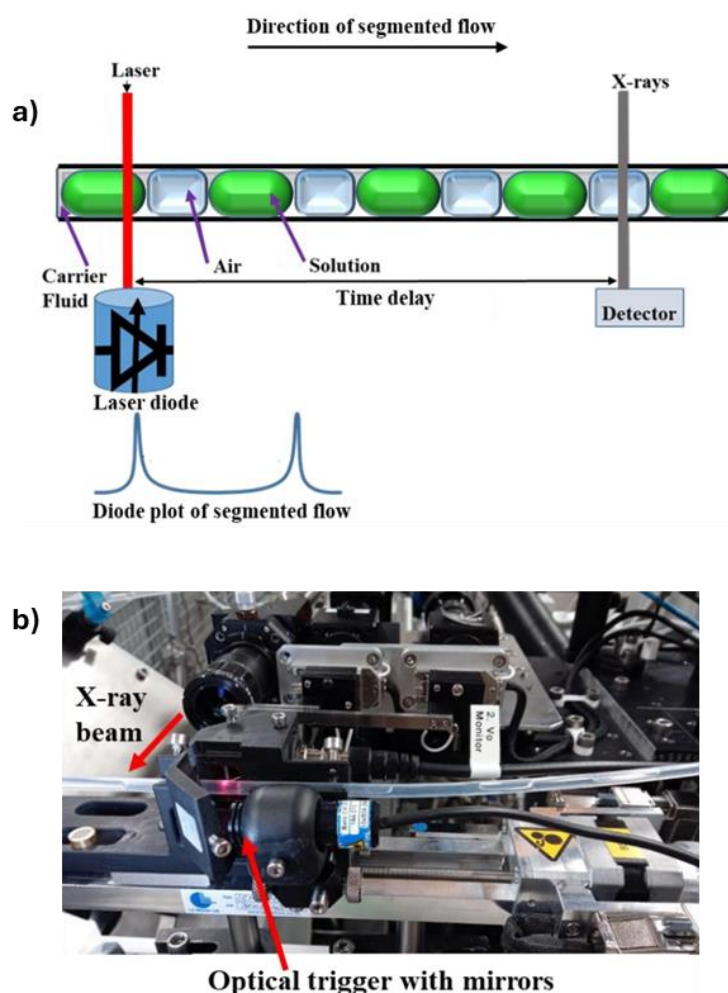 Direction of segmented flow
Laser
X-rays
a)
Air
Solution
Carrier
Fluid
Time delay
Detector
Laser diode
Diode plot of segmented flow
b)
X-ray
beam
2. Vo
Monitor
Optical trigger with mirrors